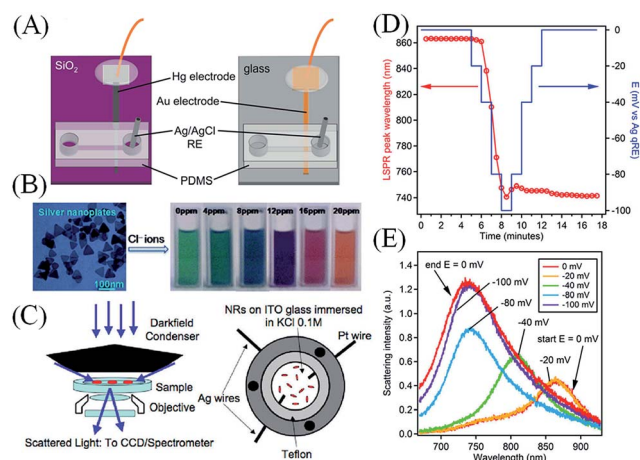 (A)
SiO2
Hg electrode
glass
Au electrode
Ag/AgCl
RE
PDMS
(B)
Silver nanoplates
100nm
Cl⁻ ions
0ppm 4ppm 8ppm 12ppm 16ppm 20ppm
(C)
Darkfield
Condenser
Sample
Objective
Scattered Light: To CCD/Spectrometer
NRs on ITO glass immersed
in KCl 0.1M
Pt wire
Ag wires
Teflon
(D)
LSPR peak wavelength (nm)
860
840
820
800
780
760
740
0 2 4 6 8 10 12 14 16 18
Time (minutes)
0
-20
-40
-60
-80
-100
E (mV vs Ag qRE)
(E)
Scattering intensity (a.u.)
1.4
1.2
1.0
0.8
0.6
0.4
0.2
0.0
700 750 800 850 900
Wavelength (nm)
end E = 0 mV
-100 mV
-80 mV
-40 mV
start E = 0 mV
-20 mV
0 mV
-20 mV
-40 mV
-80 mV
-100 mV